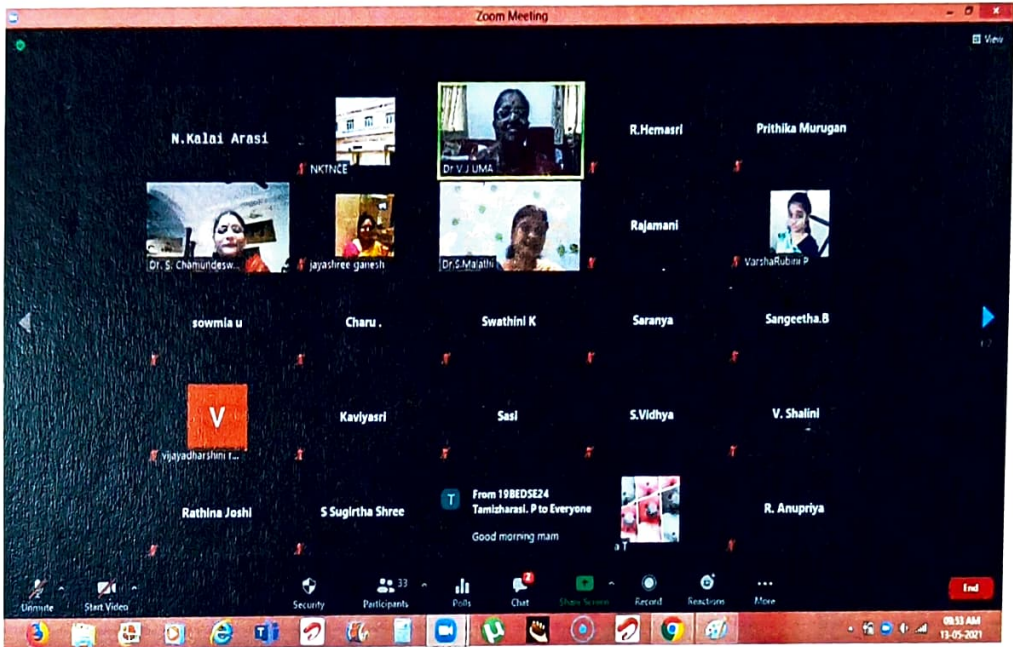 Zoom Meeting
View
N.Kalai Arasi
NKTNCE
Dr V J UMA
R.Hemasri
Prithika Murugan
Dr. S. Chamundesw...
jayashree ganesh
Dr.S.Malathi
Rajamani
VarshaRubini P
sowmia u
Charu .
Swathini K
Saranya
Sangeetha.B
V
vijayadharshini r...
Kaviyasri
Sasi
S.Vidhya
V. Shalini
Rathina Joshi
S Sugirtha Shree
T
From 19BEDSE24
Tamizharasi. P to Everyone
Good morning mam
a T
R. Anupriya
Unmute
Start Video
Security
33
Participants
Polls
2
Chat
Share Screen
Record
Reactions
More
End
09:53 AM
13-05-2021